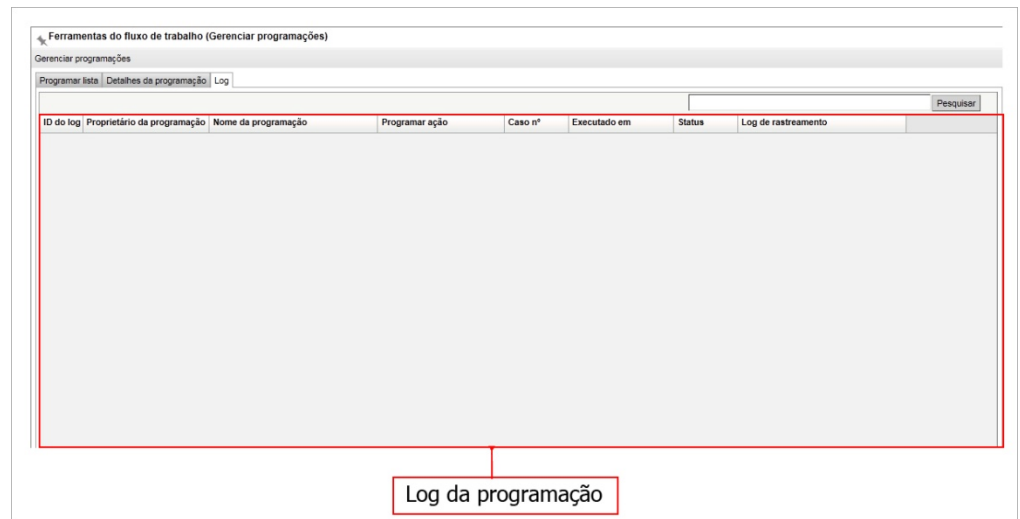 Ferramentas do fluxo de trabalho (Gerenciar programações)
Gerenciar programações
Programar lista Detalhes da programação Log
Pesquisar
ID do log Proprietário da programação Nome da programação Programar ação Caso nº Executado em Status Log de rastreamento
Log da programação